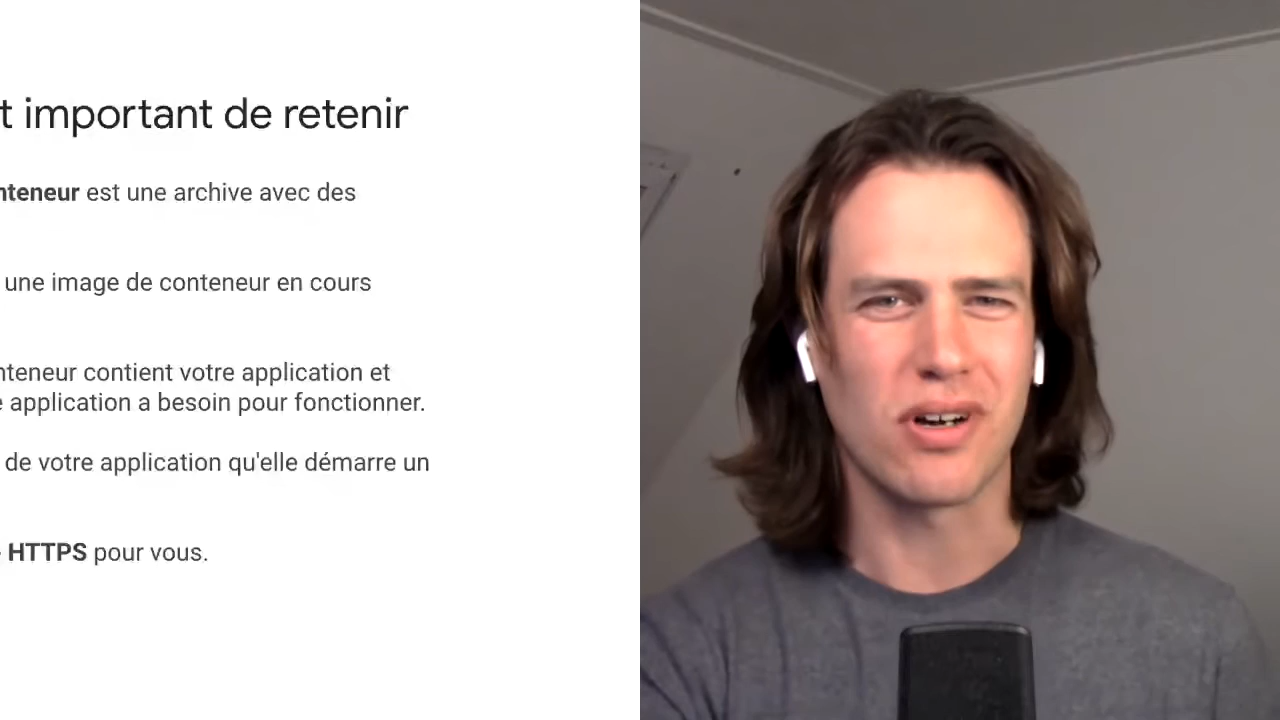 t important de retenir
nteneur est une archive avec des
une image de conteneur en cours
nteneur contient votre application et
e application a besoin pour fonctionner.
de votre application qu'elle démarre un
HTTPS pour vous.